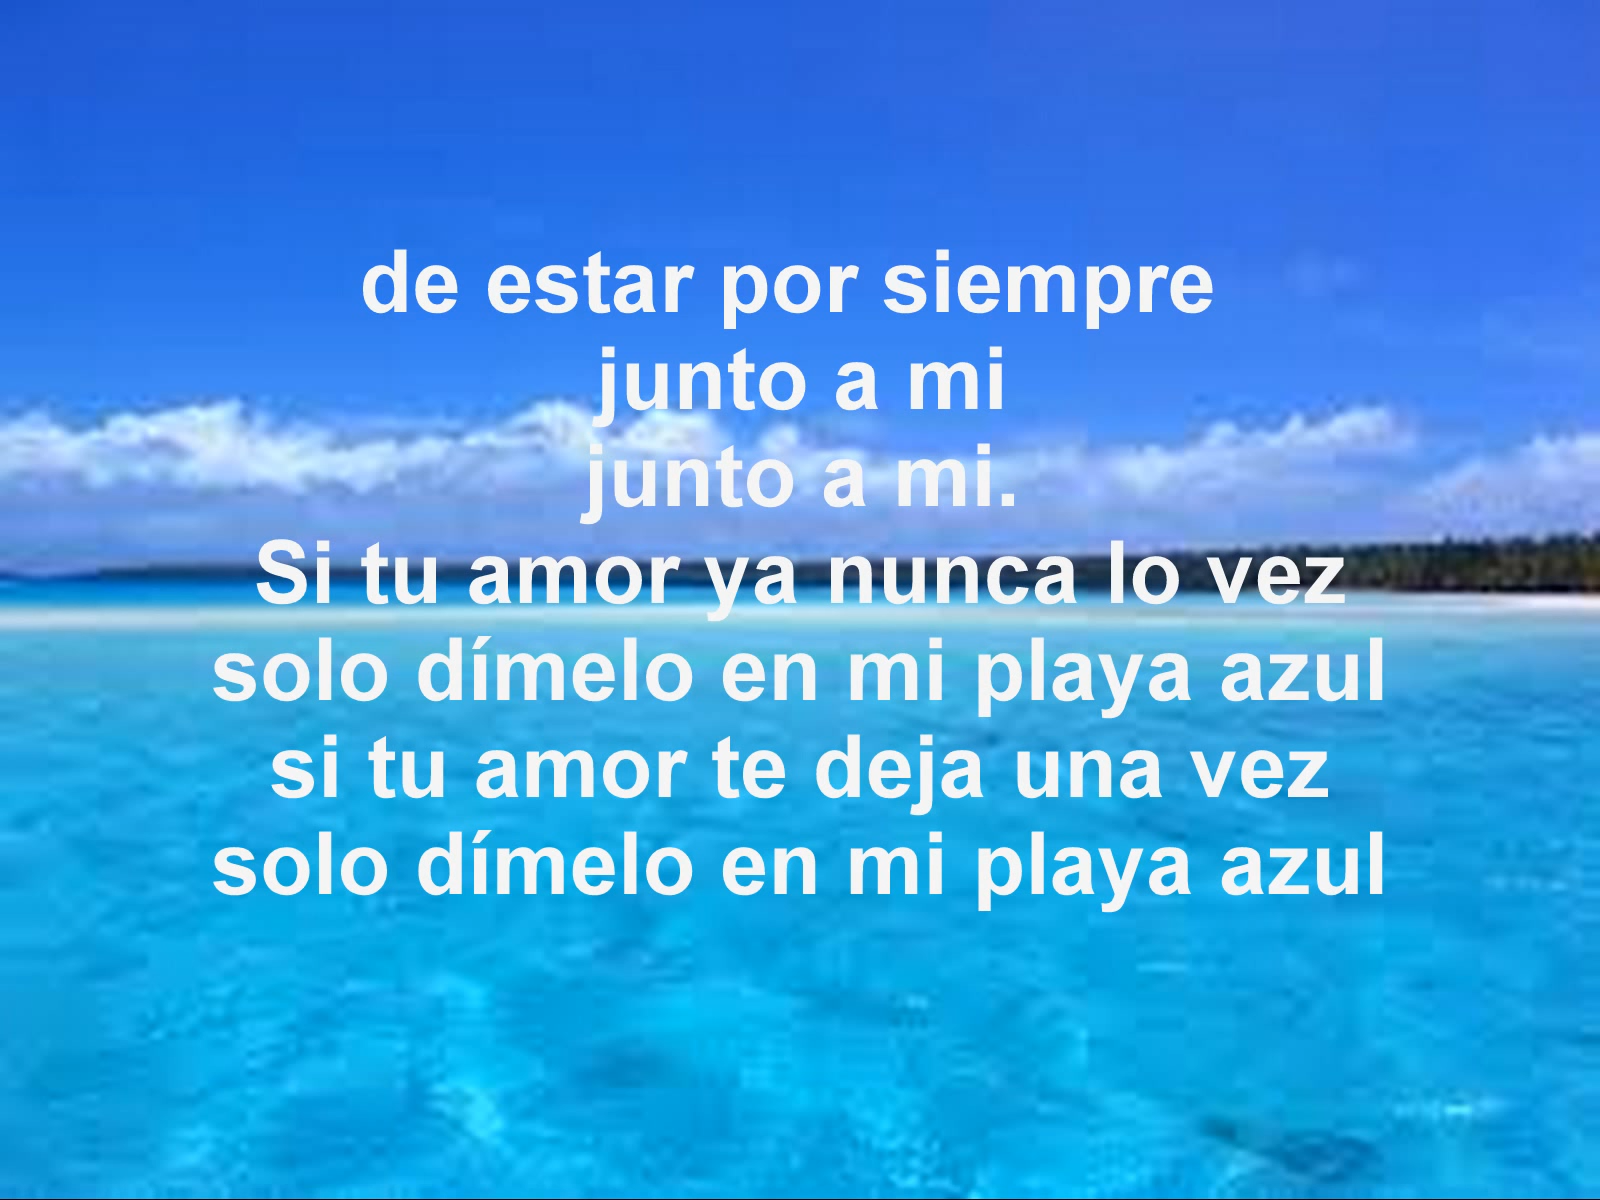 de estar por siempre
junto a mi
junto a mi.
Si tu amor ya nunca lo vez
solo dímelo en mi playa azul
si tu amor te deja una vez
solo dímelo en mi playa azul